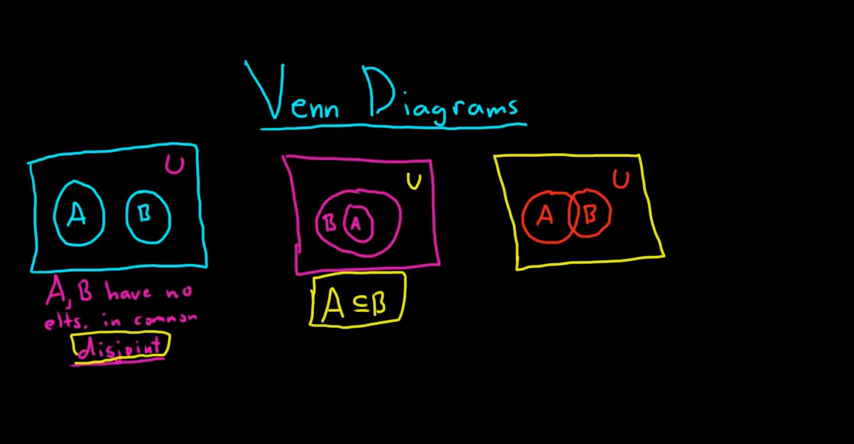 Venn Diagrams
U
A B
A, B have no
elts. in common
disjoint
U
B A
A ⊆ B
U
A B